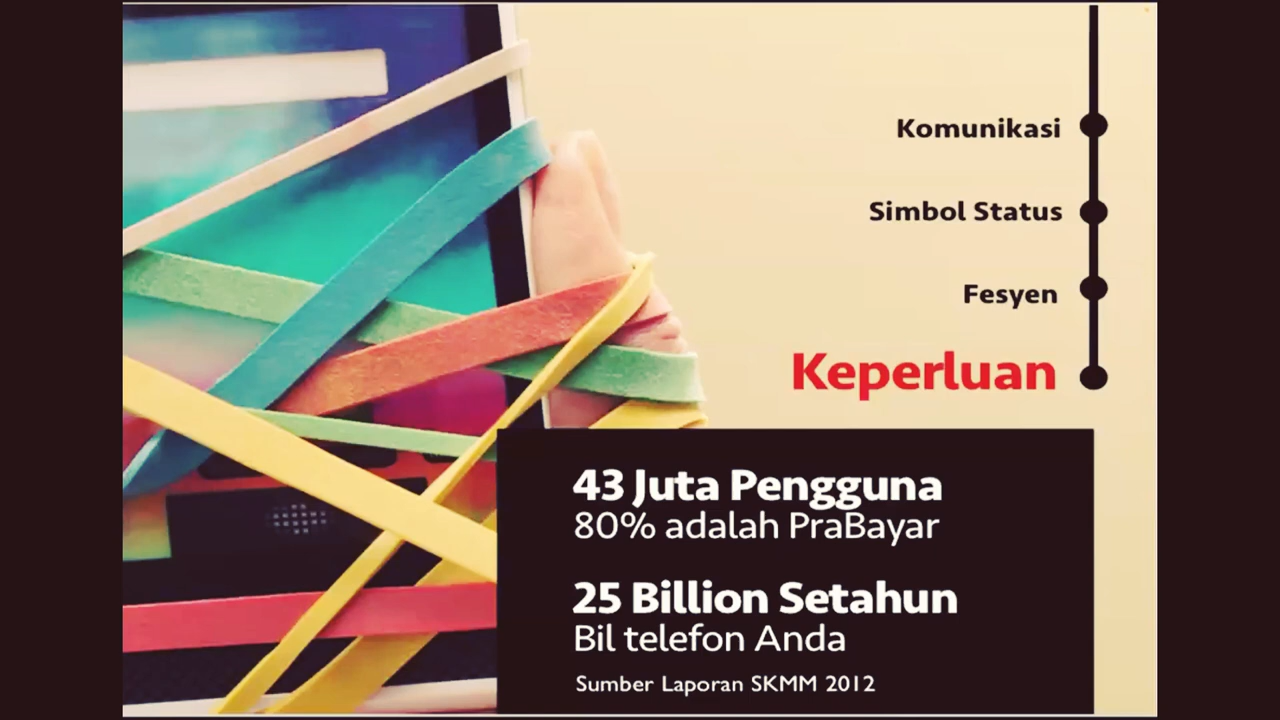 Komunikasi
Simbol Status
Fesyen
Keperluan
43 Juta Pengguna
80% adalah PraBayar
25 Billion Setahun
Bil telefon Anda
Sumber Laporan SKMM 2012